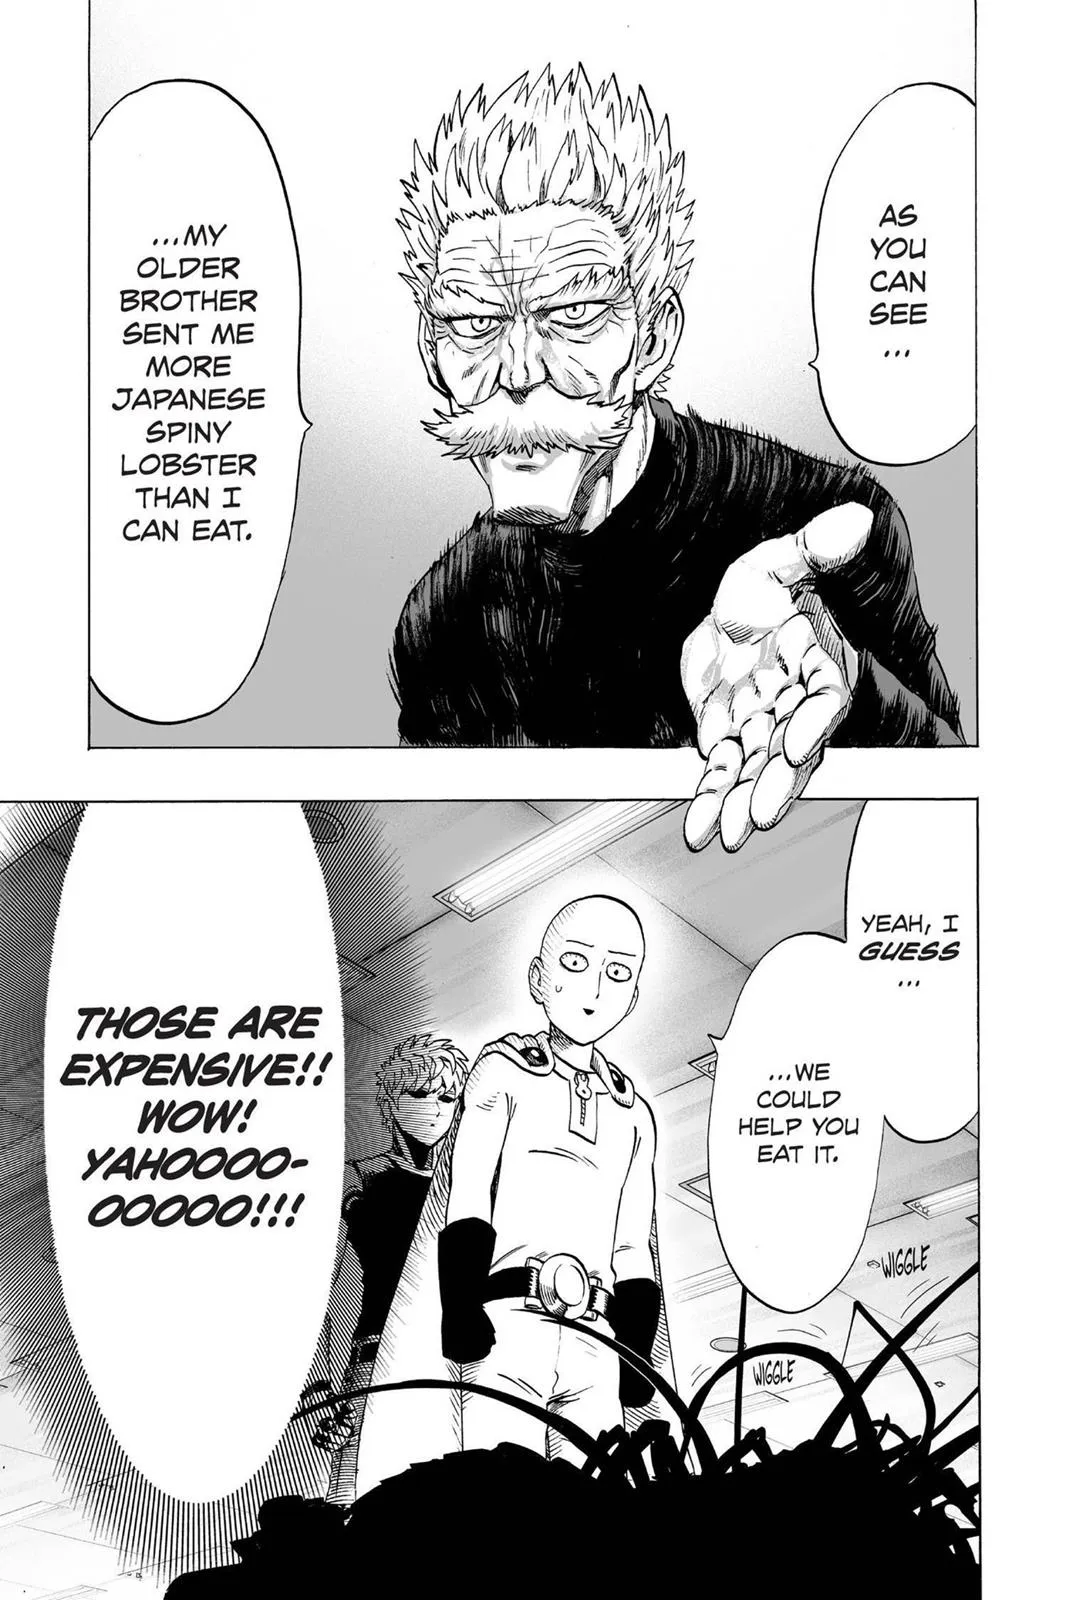 AS
YOU
CAN
SEE
...
...MY
OLDER
BROTHER
SENT ME
MORE
JAPANESE
SPINY
LOBSTER
THAN I
CAN EAT.
YEAH, I
GUESS
...
...WE
COULD
HELP YOU
EAT IT.
THOSE ARE
EXPENSIVE!!
WOW!
YAHOOOO-
OOOOO!!!
WIGGLE
WIGGLE